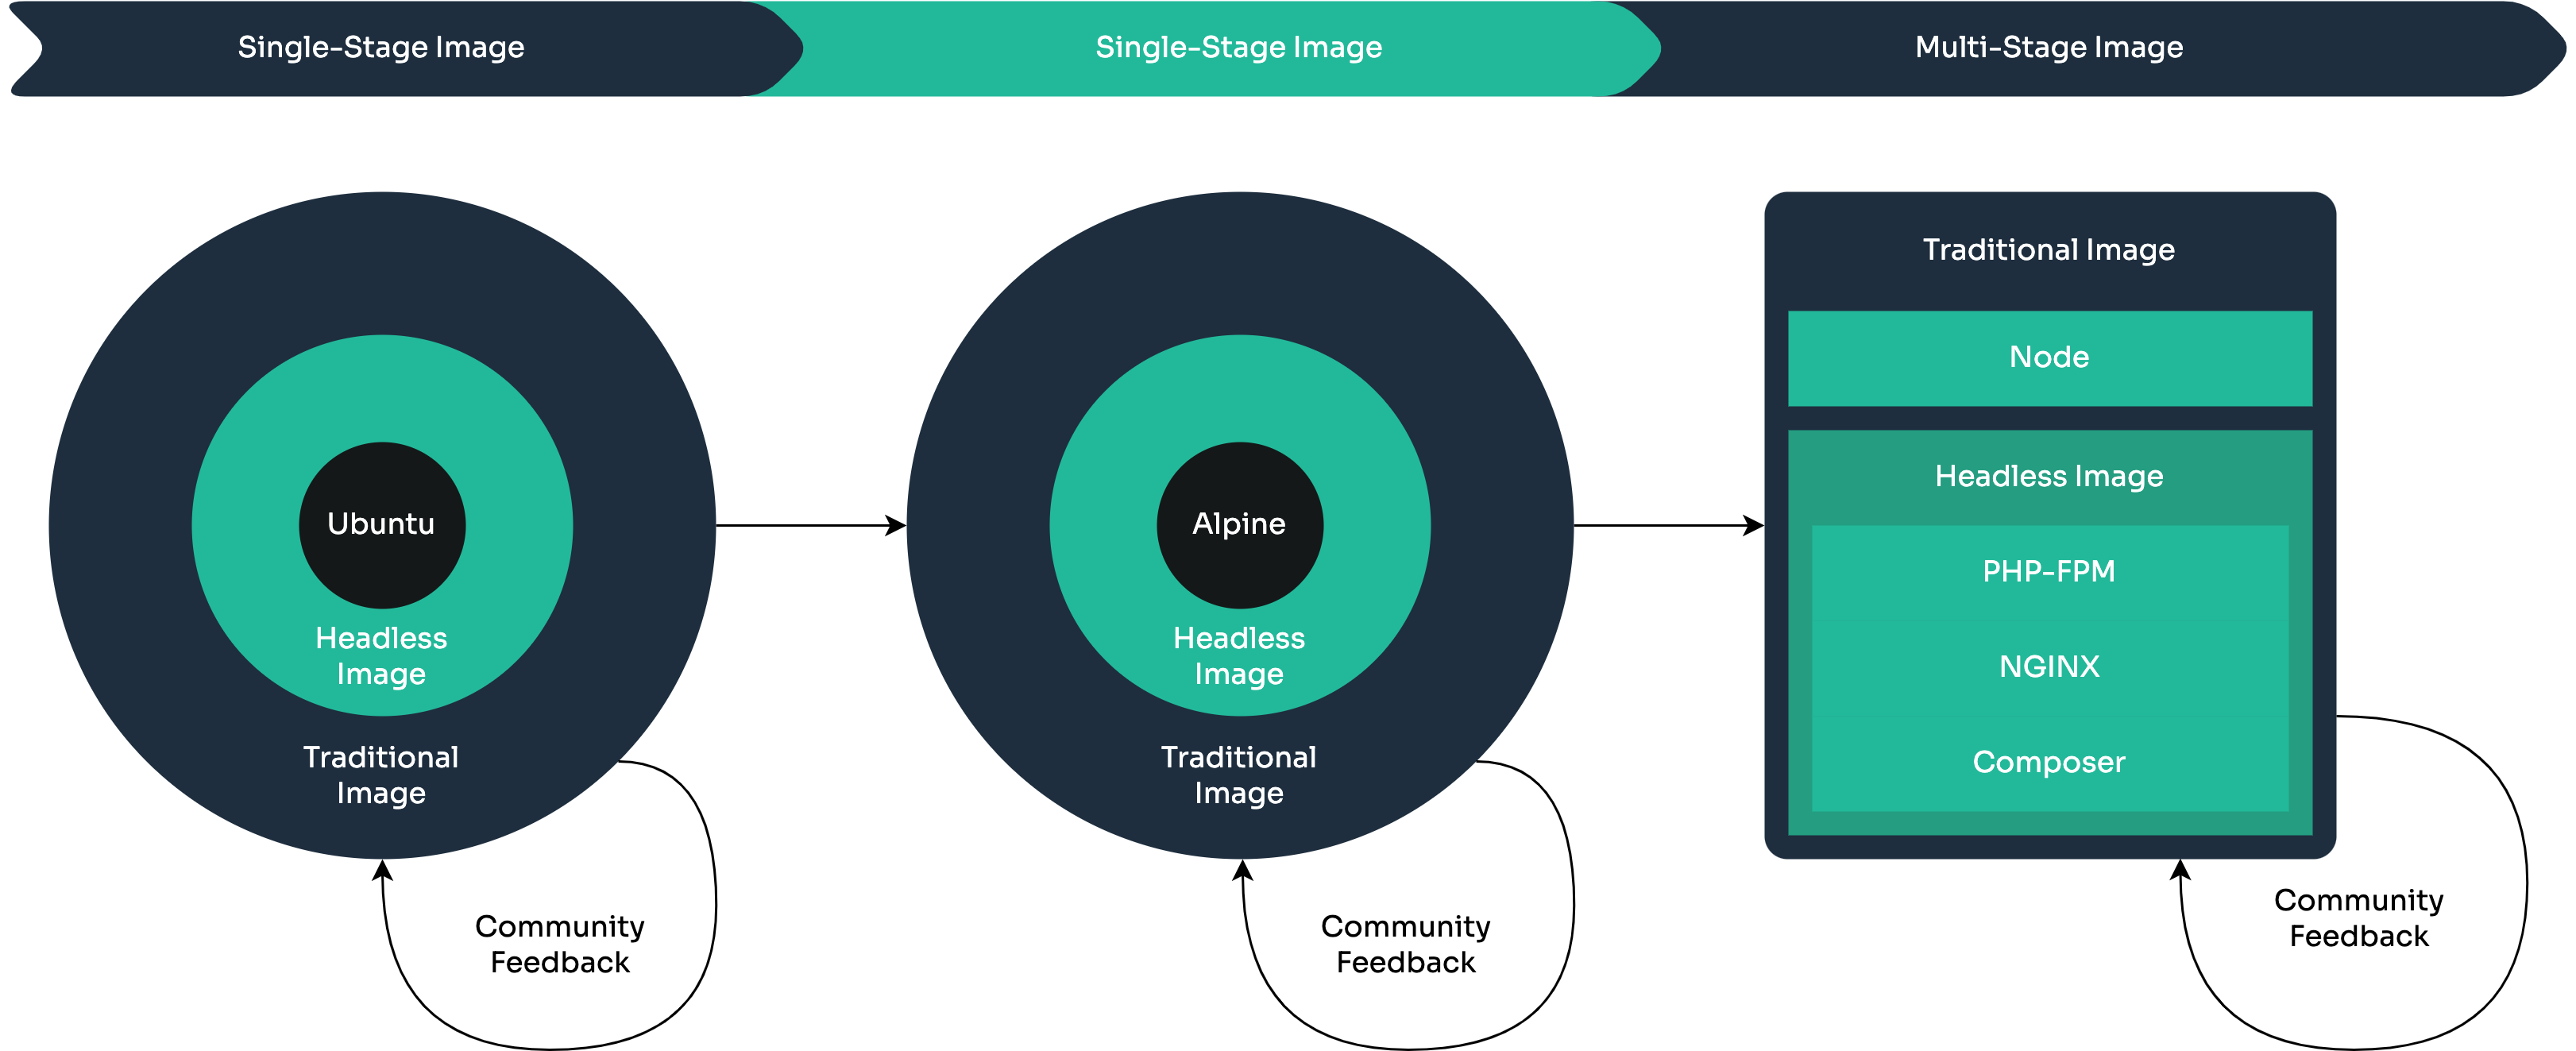 Single-Stage Image
Single-Stage Image
Multi-Stage Image
Ubuntu
Headless
Image
Traditional
Image
Community
Feedback
Alpine
Headless
Image
Traditional
Image
Community
Feedback
Traditional Image
Node
Headless Image
PHP-FPM
NGINX
Composer
Community
Feedback